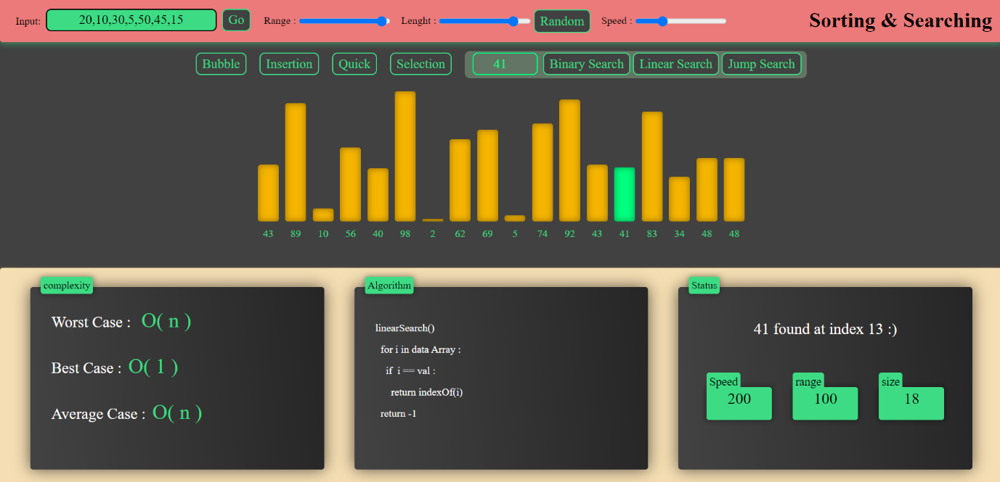 Input: 20,10,30,5,50,45,15 Go Range : Lenght : Random Speed : Sorting & Searching
Bubble Insertion Quick Selection 41 Binary Search Linear Search Jump Search
43 89 10 56 40 98 2 62 69 5 74 92 43 41 83 34 48 48
complexity
Worst Case : O( n )
Best Case : O( 1 )
Average Case : O( n )
Algorithm
linearSearch()
for i in data Array :
if i == val :
return indexOf(i)
return -1
Status
41 found at index 13 :)
Speed range size
200 100 18